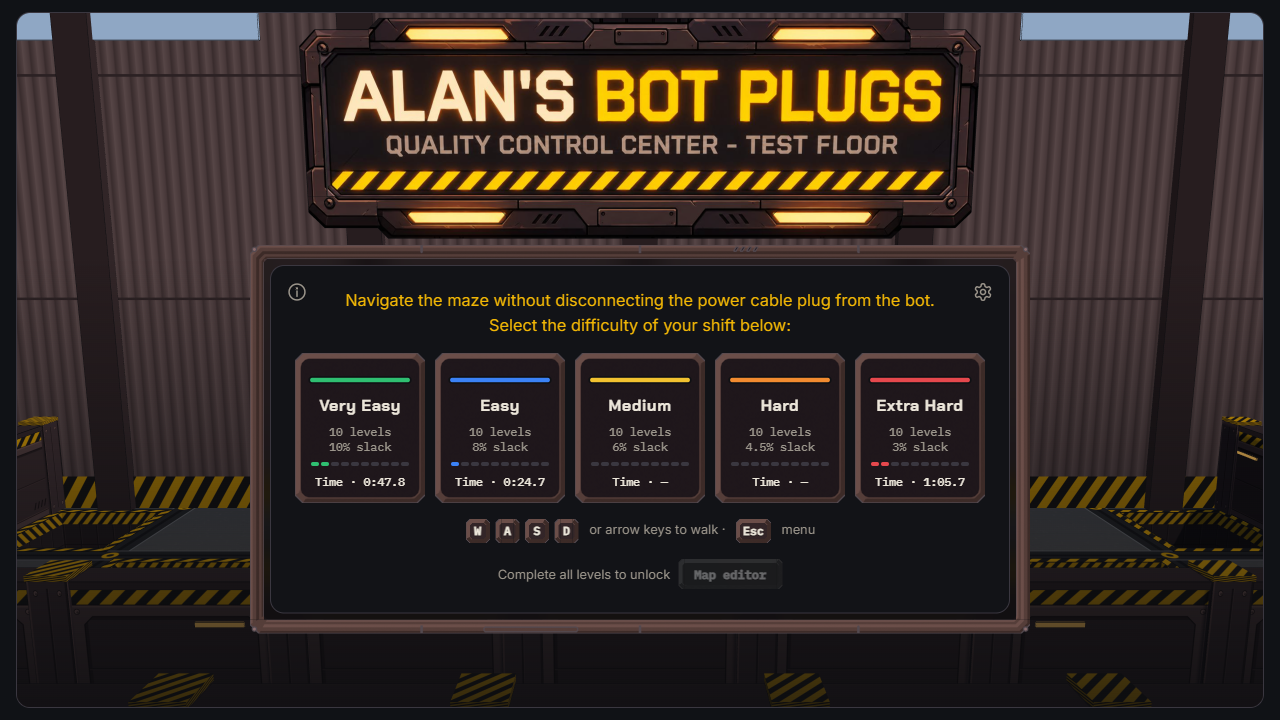 ALAN'S BOT PLUGS
QUALITY CONTROL CENTER - TEST FLOOR
Navigate the maze without disconnecting the power cable plug from the bot.
Select the difficulty of your shift below:
Very Easy
10 levels
10% slack
Time · 0:47.8
Easy
10 levels
8% slack
Time · 0:24.7
Medium
10 levels
6% slack
Time · —
Hard
10 levels
4.5% slack
Time · —
Extra Hard
10 levels
3% slack
Time · 1:05.7
W A S D or arrow keys to walk · Esc menu
Complete all levels to unlock Map editor